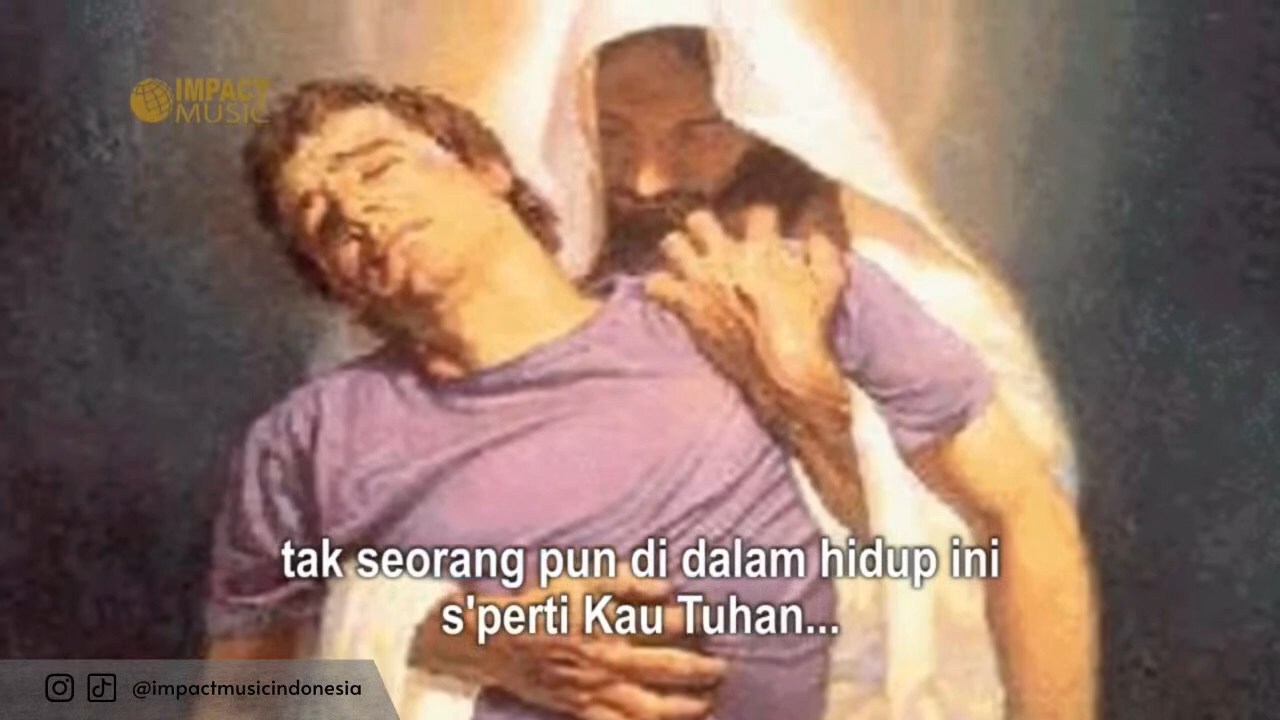 IMPACT
MUSIC
tak seorang pun di dalam hidup ini
s'perti Kau Tuhan...
@impactmusicindonesia